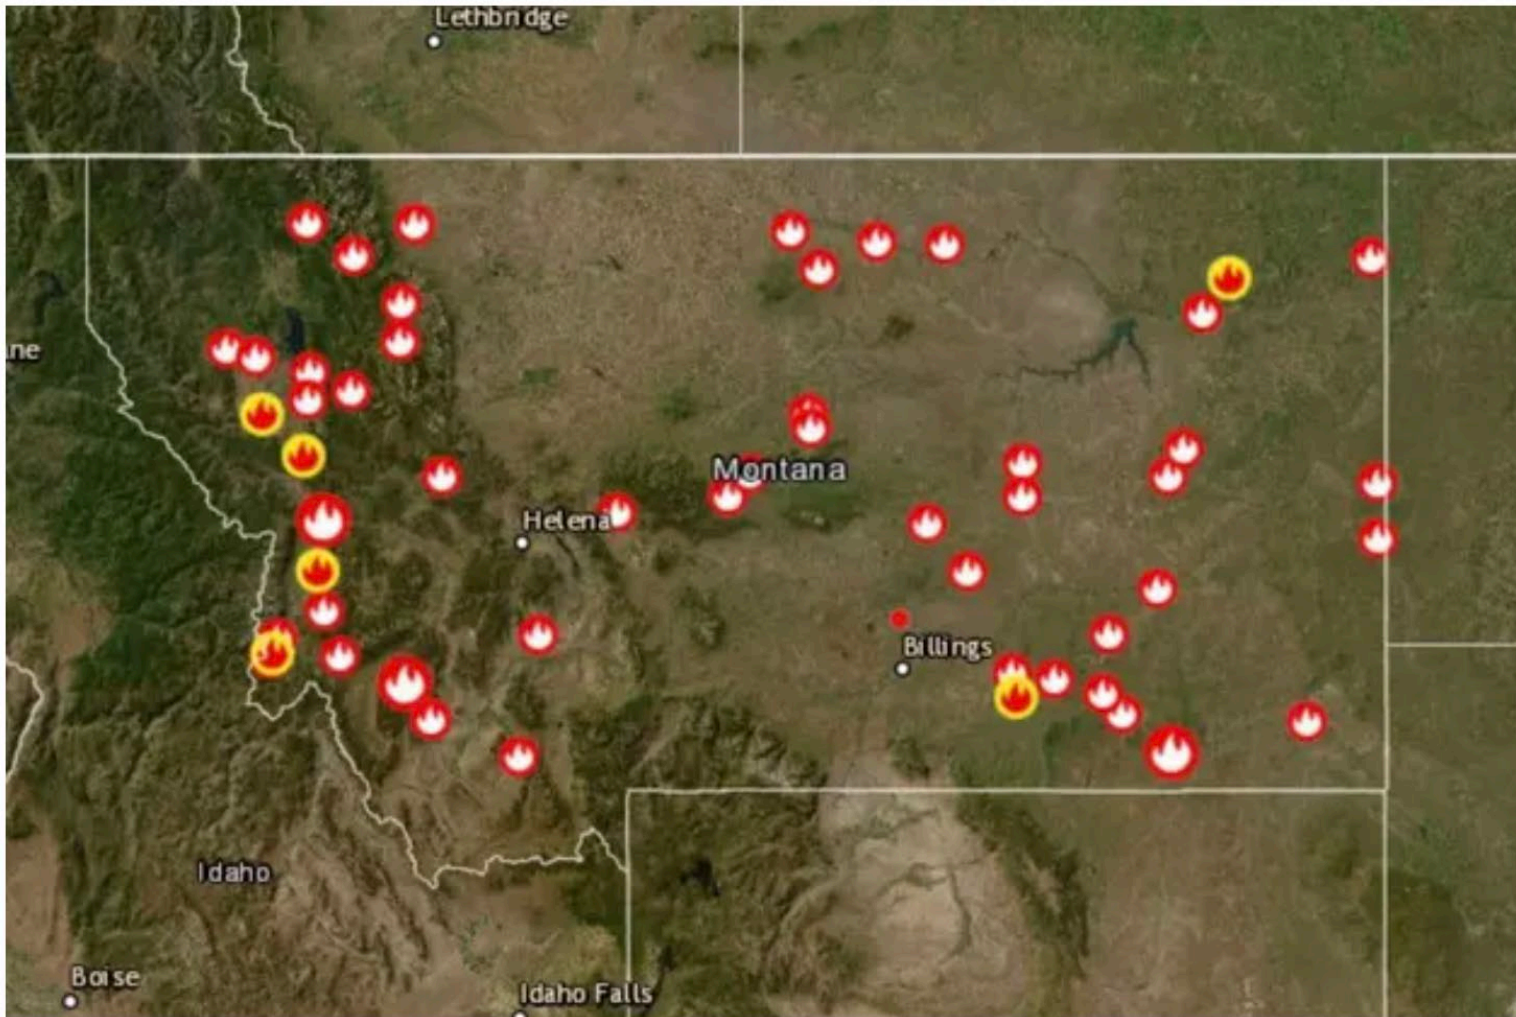 Lethbridge
ne
Montana
Helena
Billings
Idaho
Boise
Idaho Falls